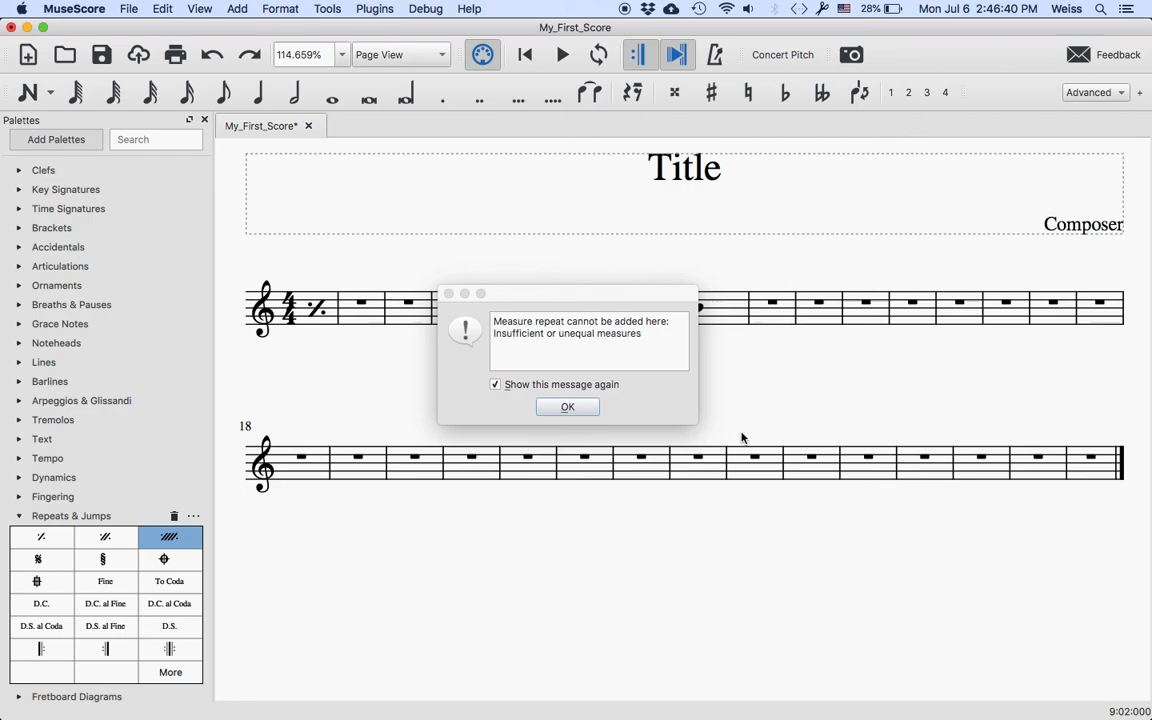 MuseScore File Edit View Add Format Tools Plugins Debug Help 28% Mon Jul 6 2:46:40 PM Weiss
My_First_Score
114.659% Page View Concert Pitch Feedback
N 1 2 3 4 Advanced +
Palettes
My_First_Score*
Add Palettes Search
Clefs
Key Signatures
Time Signatures
Brackets
Accidentals
Articulations
Ornaments
Breaths & Pauses
Grace Notes
Noteheads
Lines
Barlines
Arpeggios & Glissandi
Tremolos
Text
Tempo
Dynamics
Fingering
Repeats & Jumps
Fine To Coda
D.C. D.C. al Fine D.C. al Coda
D.S. al Coda D.S. al Fine D.S.
More
Fretboard Diagrams
Title
Composer
4
4
Measure repeat cannot be added here:
Insufficient or unequal measures
Show this message again
OK
18
9:02:000